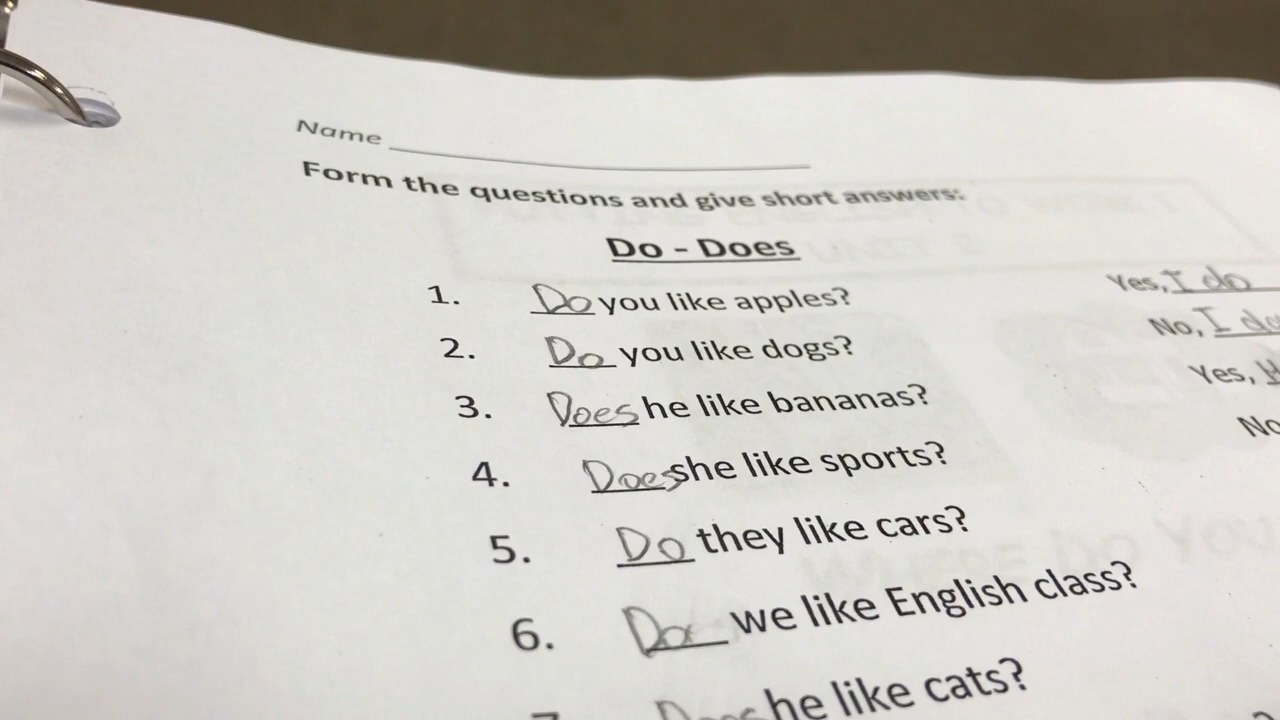 Name
Form the questions and give short answers:
Do - Does
1. Do you like apples? Yes, I do
2. Do you like dogs? No, I do
3. Does he like bananas? Yes,
4. Does she like sports? No
5. Do they like cars?
6. Do we like English class?
Does he like cats?